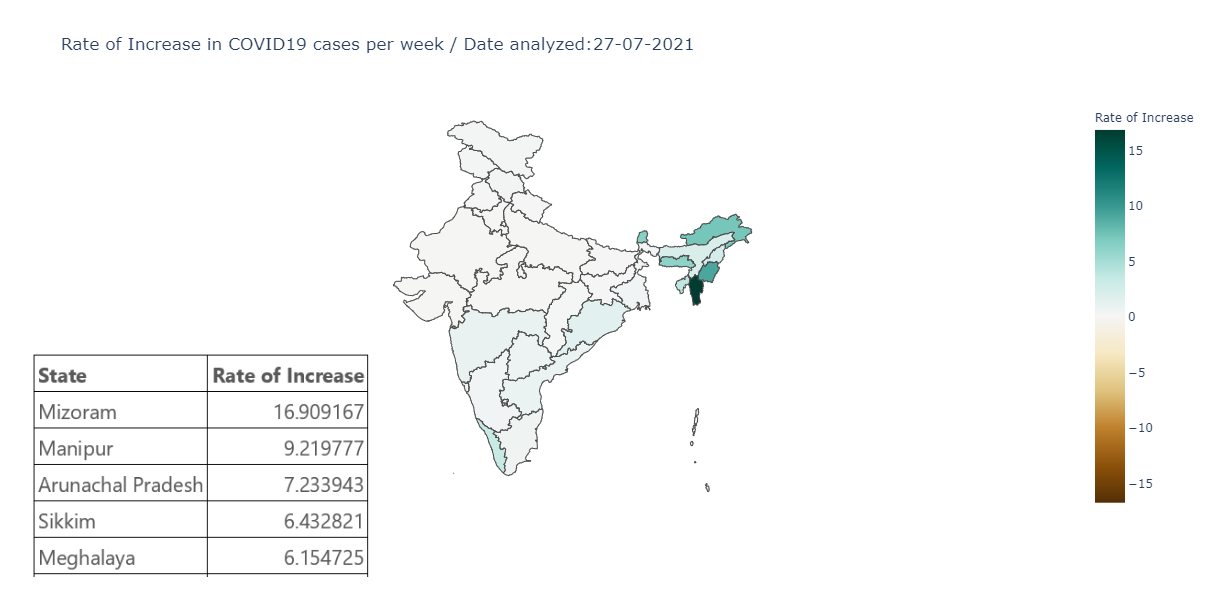 Rate of Increase in COVID19 cases per week / Date analyzed:27-07-2021
Rate of Increase
15
10
5
0
−5
−10
−15
State Rate of Increase
Mizoram 16.909167
Manipur 9.219777
Arunachal Pradesh 7.233943
Sikkim 6.432821
Meghalaya 6.154725